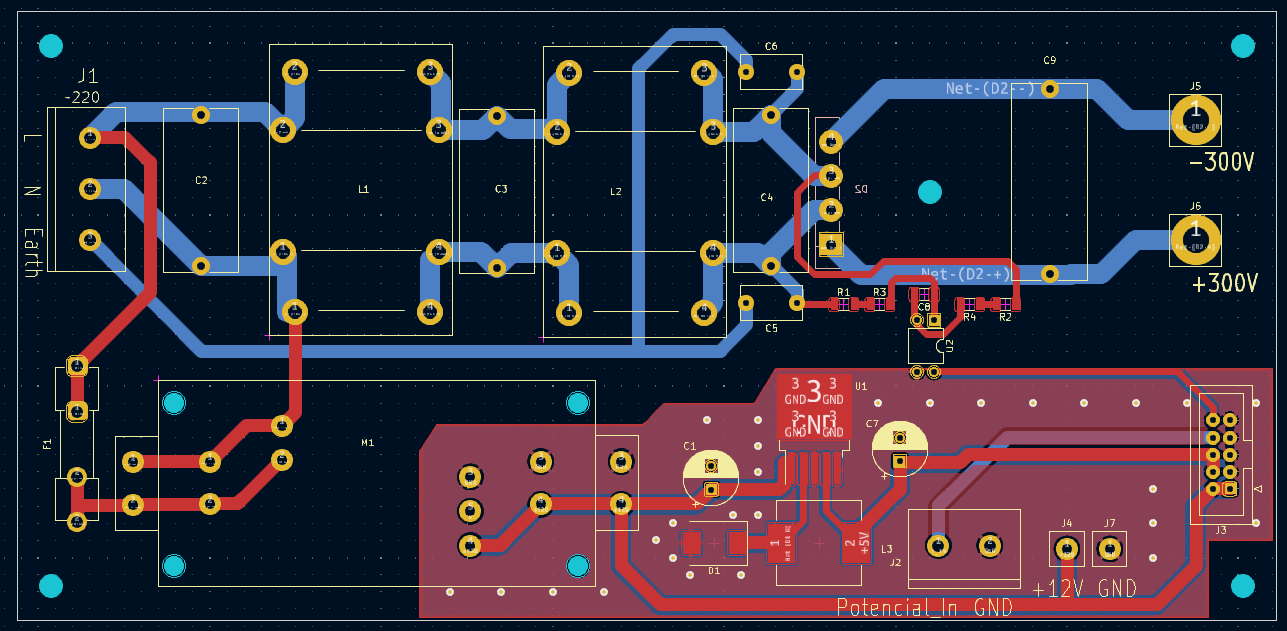 C6
C9
J1
-220
J5
Net-(D2--)
1
-300V
L
N
Earth
C2
L1
C3
L2
C4
D2
J6
1
Net-(D2-+)
+300V
R1
R3
C8
R4
R2
C5
U2
3
GND
3
GND
3
U1
F1
M1
C1
C7
+
+
J3
1
2
+5V
D1
L3
J2
J4
J7
+12V
GND
Potencial_In
GND